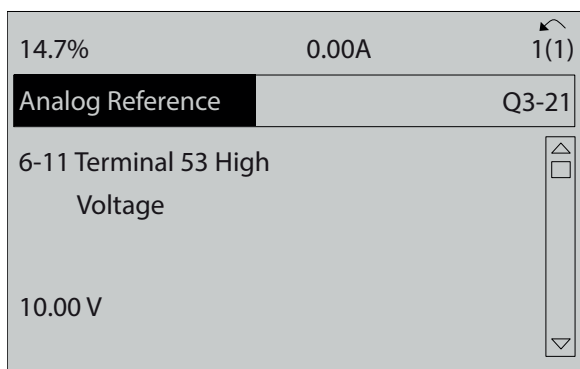 14.7% 0.00A 1(1)
Analog Reference Q3-21
6-11 Terminal 53 High
Voltage
10.00 V